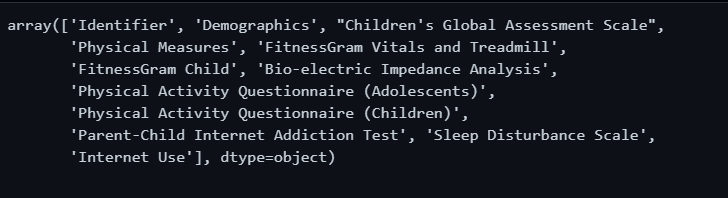 array(['Identifier', 'Demographics', "Children's Global Assessment Scale",
'Physical Measures', 'FitnessGram Vitals and Treadmill',
'FitnessGram Child', 'Bio-electric Impedance Analysis',
'Physical Activity Questionnaire (Adolescents)',
'Physical Activity Questionnaire (Children)',
'Parent-Child Internet Addiction Test', 'Sleep Disturbance Scale',
'Internet Use'], dtype=object)